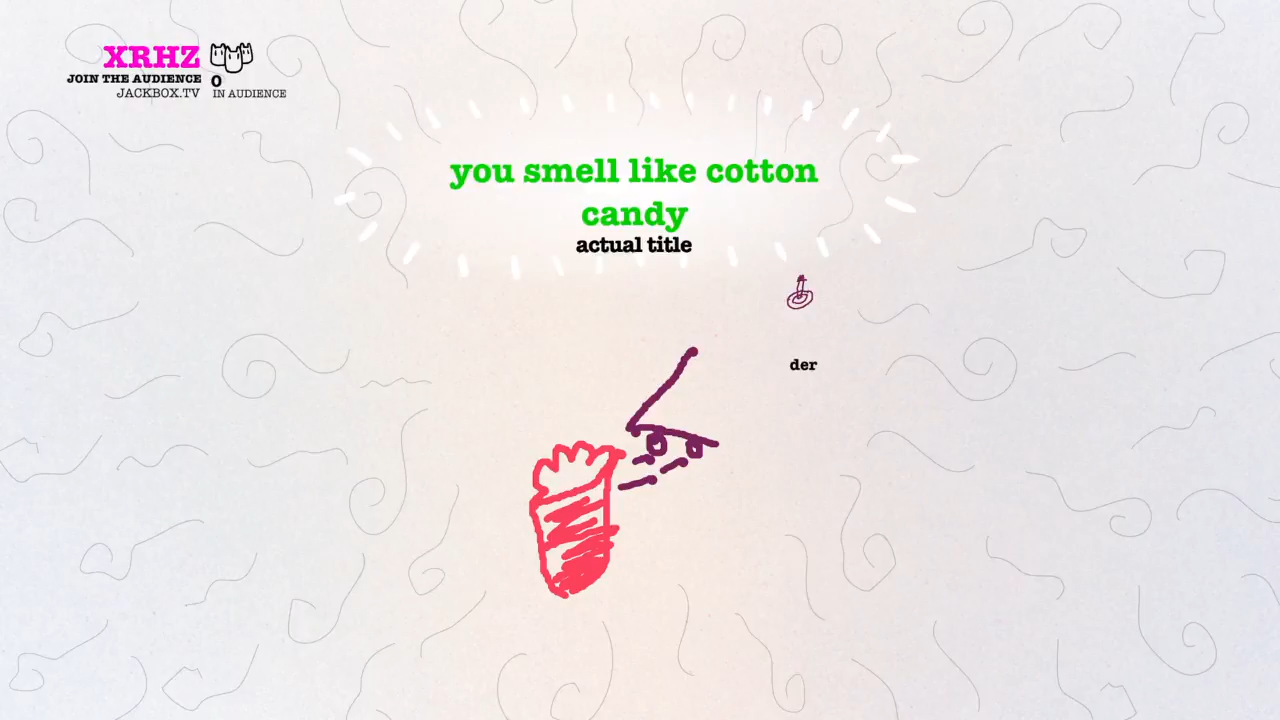 XRHZ
JOIN THE AUDIENCE
JACKBOX.TV
0
IN AUDIENCE
you smell like cotton
candy
actual title
der